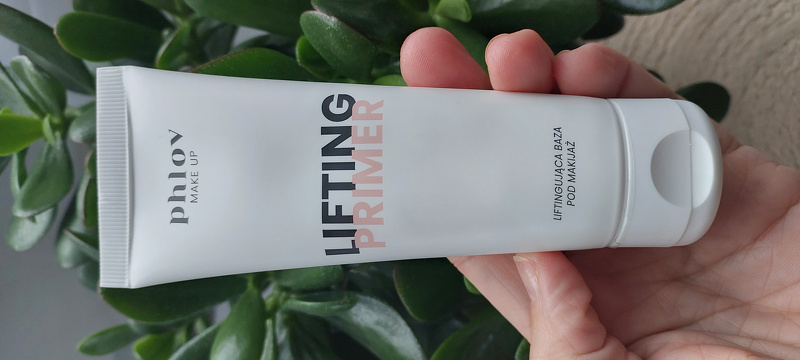 phlov
MAKE UP
LIFTING
PRIMER
LIFTINGUJĄCA BAZA
POD MAKIJAŻ